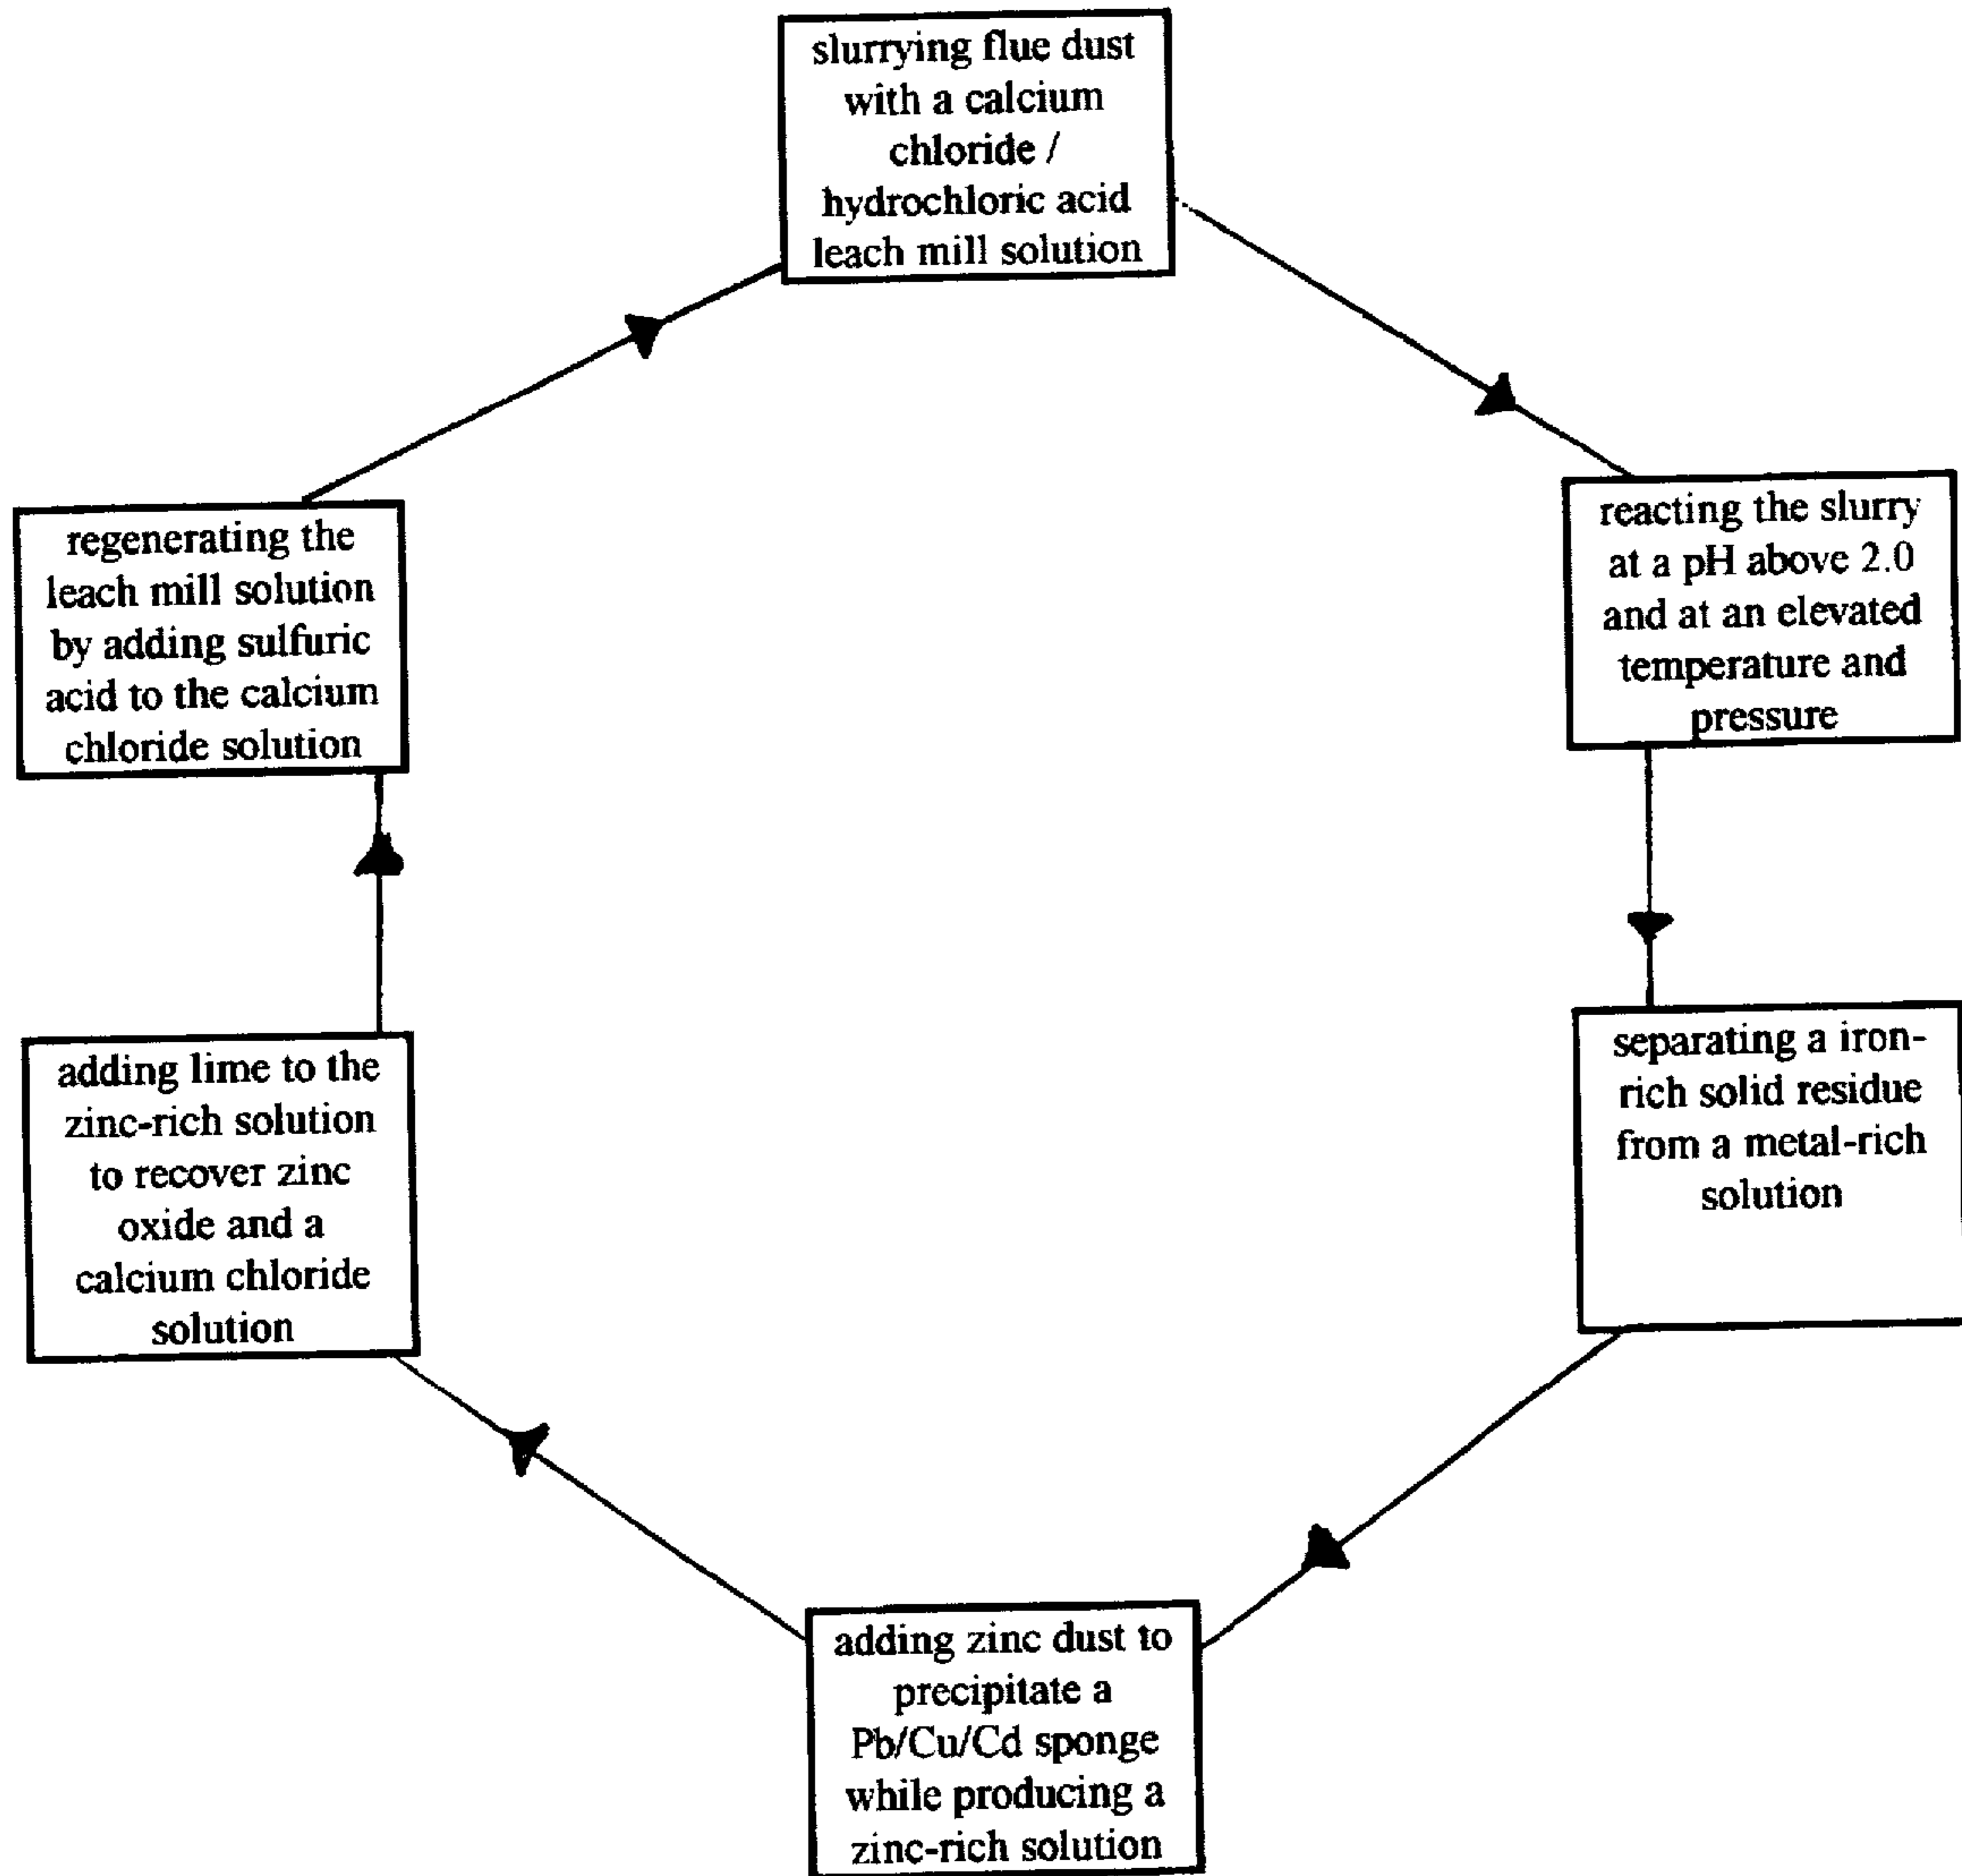 slurrying flue dust
with a calcium
chloride /
hydrochloric acid
leach mill solution
reacting the slurry
at a pH above 2.0
and at an elevated
temperature and
pressure
separating a iron-
rich solid residue
from a metal-rich
solution
adding zinc dust to
precipitate a
Pb/Cu/Cd sponge
while producing a
zinc-rich solution
adding lime to the
zinc-rich solution
to recover zinc
oxide and a
calcium chloride
solution
regenerating the
leach mill solution
by adding sulfuric
acid to the calcium
chloride solution